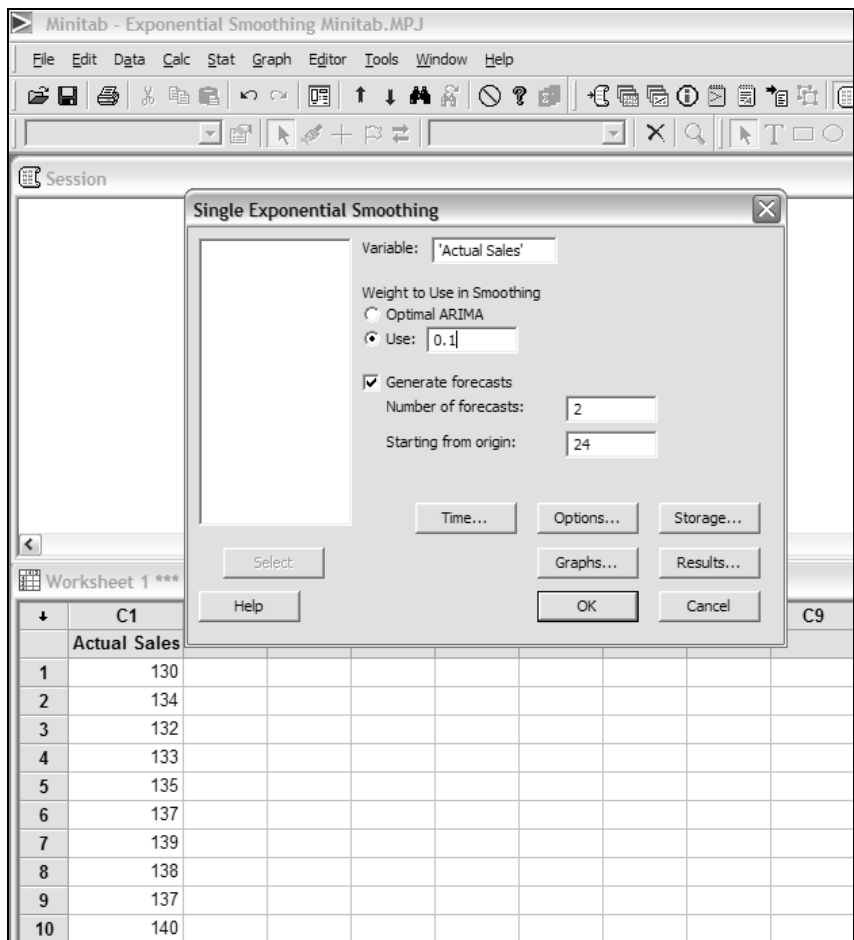 Minitab - Exponential Smoothing Minitab.MPJ
File Edit Data Calc Stat Graph Editor Tools Window Help
Session
Single Exponential Smoothing
Variable: 'Actual Sales'
Weight to Use in Smoothing
Optimal ARIMA
Use: 0.1
Generate forecasts
Number of forecasts: 2
Starting from origin: 24
Time... Options... Storage...
Select Graphs... Results...
Help OK Cancel
Worksheet 1 ***
C1 C9
Actual Sales
1 130
2 134
3 132
4 133
5 135
6 137
7 139
8 138
9 137
10 140